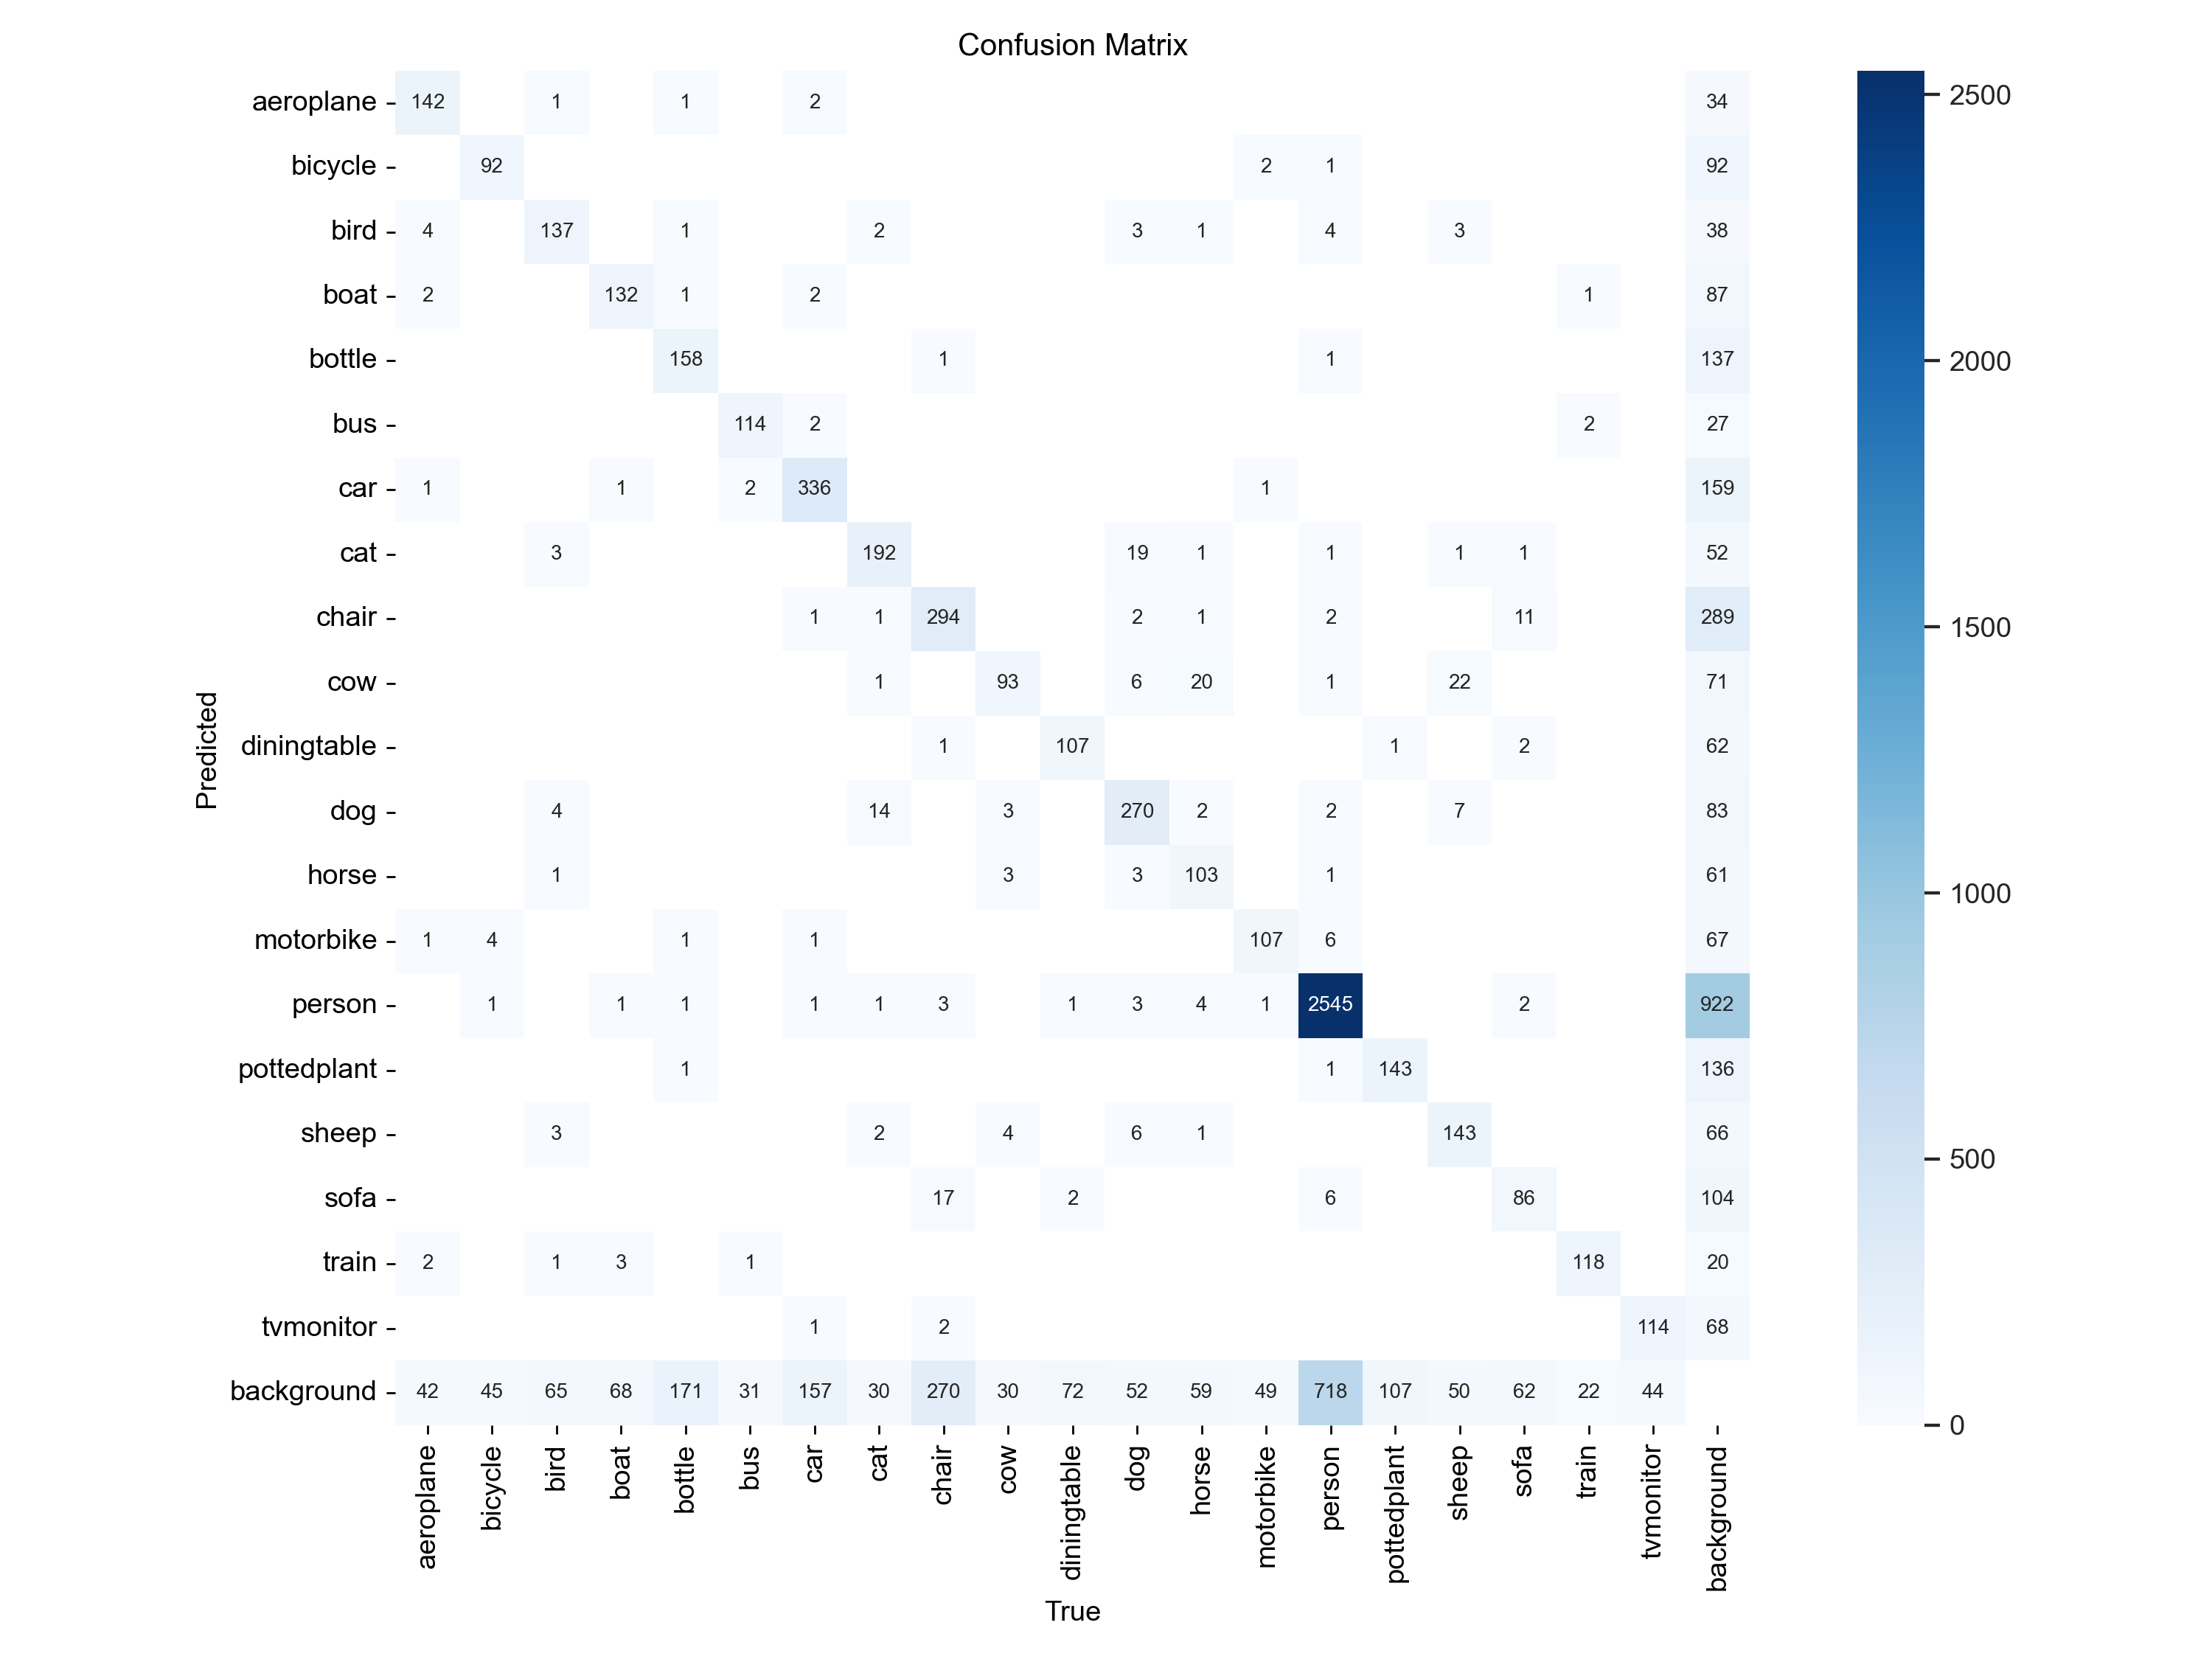 Confusion Matrix
aeroplane 142 1 1 2 34
bicycle 92 2 1 92
bird 4 137 1 2 3 1 4 3 38
boat 2 132 1 2 1 87
bottle 158 1 1 137
bus 114 2 2 27
car 1 1 2 336 1 159
cat 3 192 19 1 1 1 1 52
chair 1 1 294 2 1 2 11 289
cow 1 93 6 20 1 22 71
diningtable 1 107 1 2 62
dog 4 14 3 270 2 2 7 83
horse 1 3 3 103 1 61
motorbike 1 4 1 1 107 6 67
person 1 1 1 1 1 3 1 3 4 1 2545 2 922
pottedplant 1 1 143 136
sheep 3 2 4 6 1 143 66
sofa 17 2 6 86 104
train 2 1 3 1 118 20
tvmonitor 1 2 114 68
background 42 45 65 68 171 31 157 30 270 30 72 52 59 49 718 107 50 62 22 44
aeroplane bicycle bird boat bottle bus car cat chair cow diningtable dog horse motorbike person pottedplant sheep sofa train tvmonitor background
True
Predicted
2500
2000
1500
1000
500
0